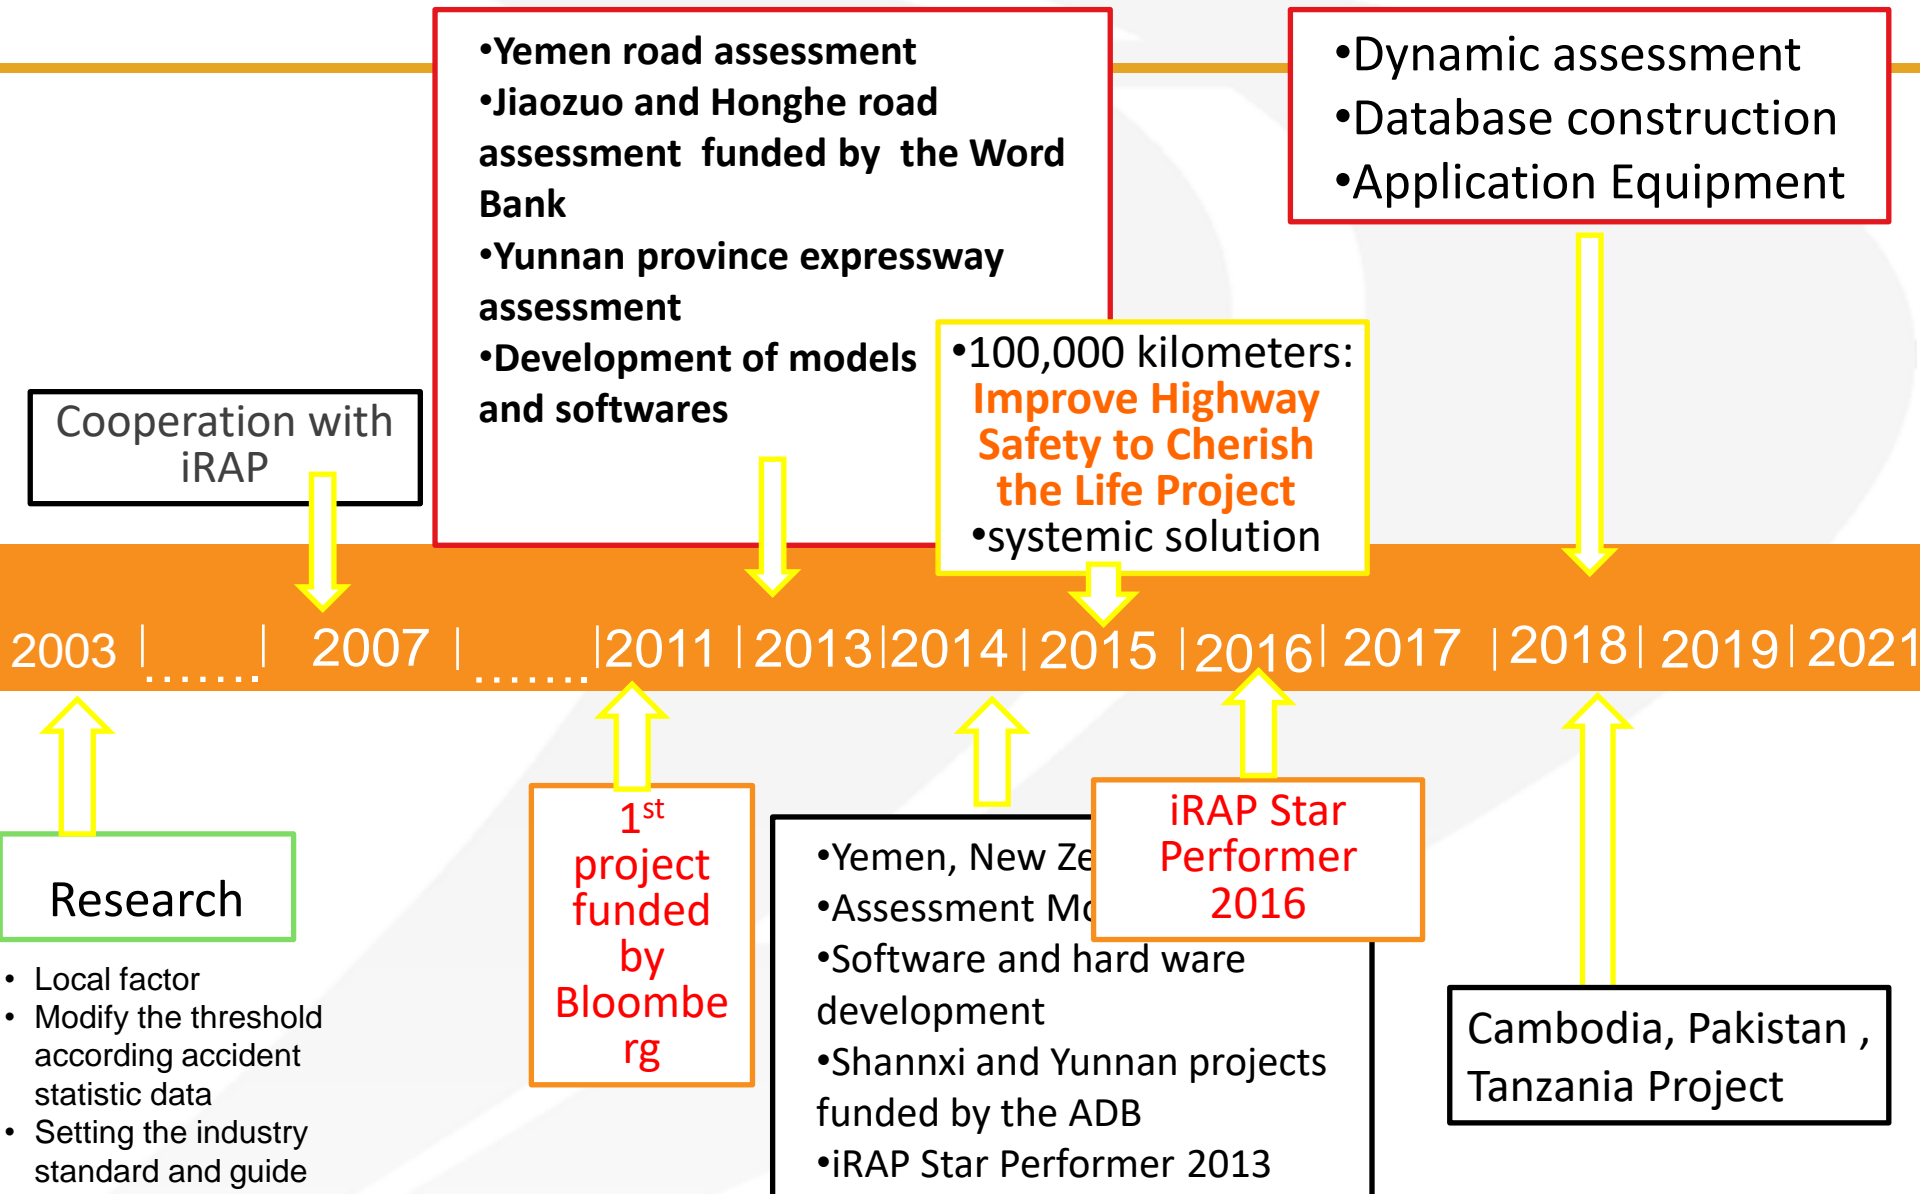 •Yemen road assessment
•Jiaozuo and Honghe road
assessment funded by the Word
Bank
•Yunnan province expressway
assessment
•Development of models
and softwares
•Dynamic assessment
•Database construction
•Application Equipment
•100,000 kilometers:
Improve Highway
Safety to Cherish
the Life Project
•systemic solution
Cooperation with
iRAP
2003 | ....... | 2007 | ....... |2011 |2013|2014|2015 |2016| 2017 |2018| 2019|2021
Research
• Local factor
• Modify the threshold
according accident
statistic data
• Setting the industry
standard and guide
1st
project
funded
by
Bloombe
rg
•Yemen, New
•Assessment
•Software and hard ware
development
•Shannxi and Yunnan projects
funded by the ADB
•iRAP Star Performer 2013
iRAP Star
Performer
2016
Cambodia, Pakistan ,
Tanzania Project